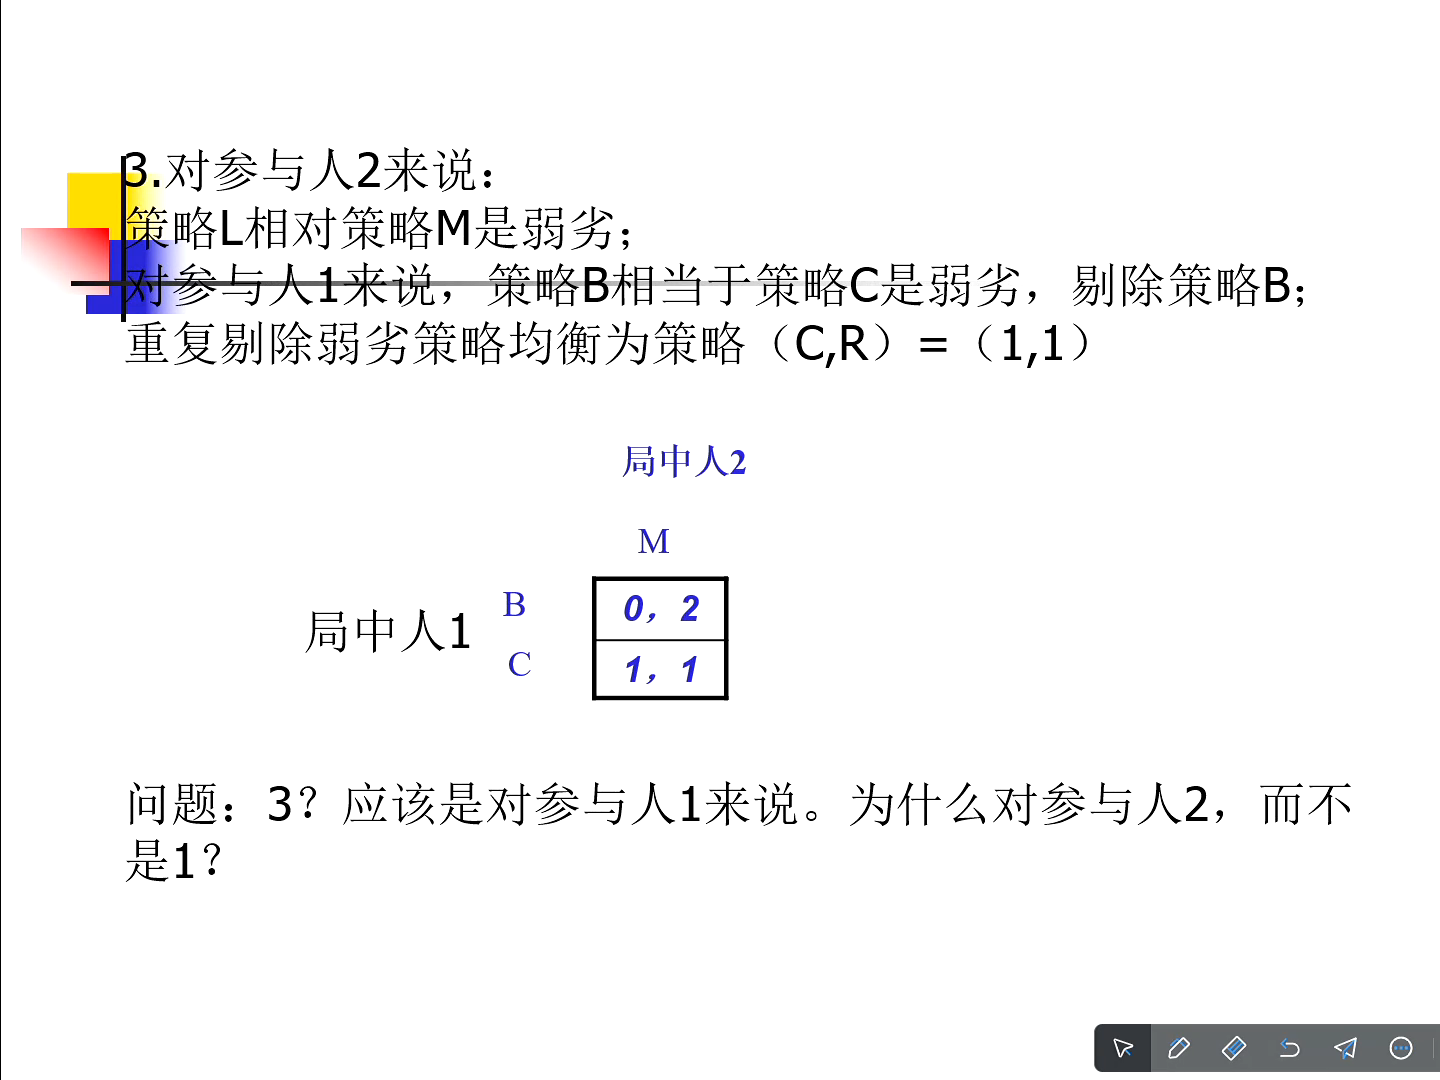 3.对参与人2来说：
策略L相对策略M是弱劣；
对参与人1来说，策略B相当于策略C是弱劣，剔除策略B；
重复剔除弱劣策略均衡为策略（C,R）=（1,1）
局中人2
M
B
0，2
局中人1
C
1，1
问题：3？应该是对参与人1来说。为什么对参与人2，而不
是1？